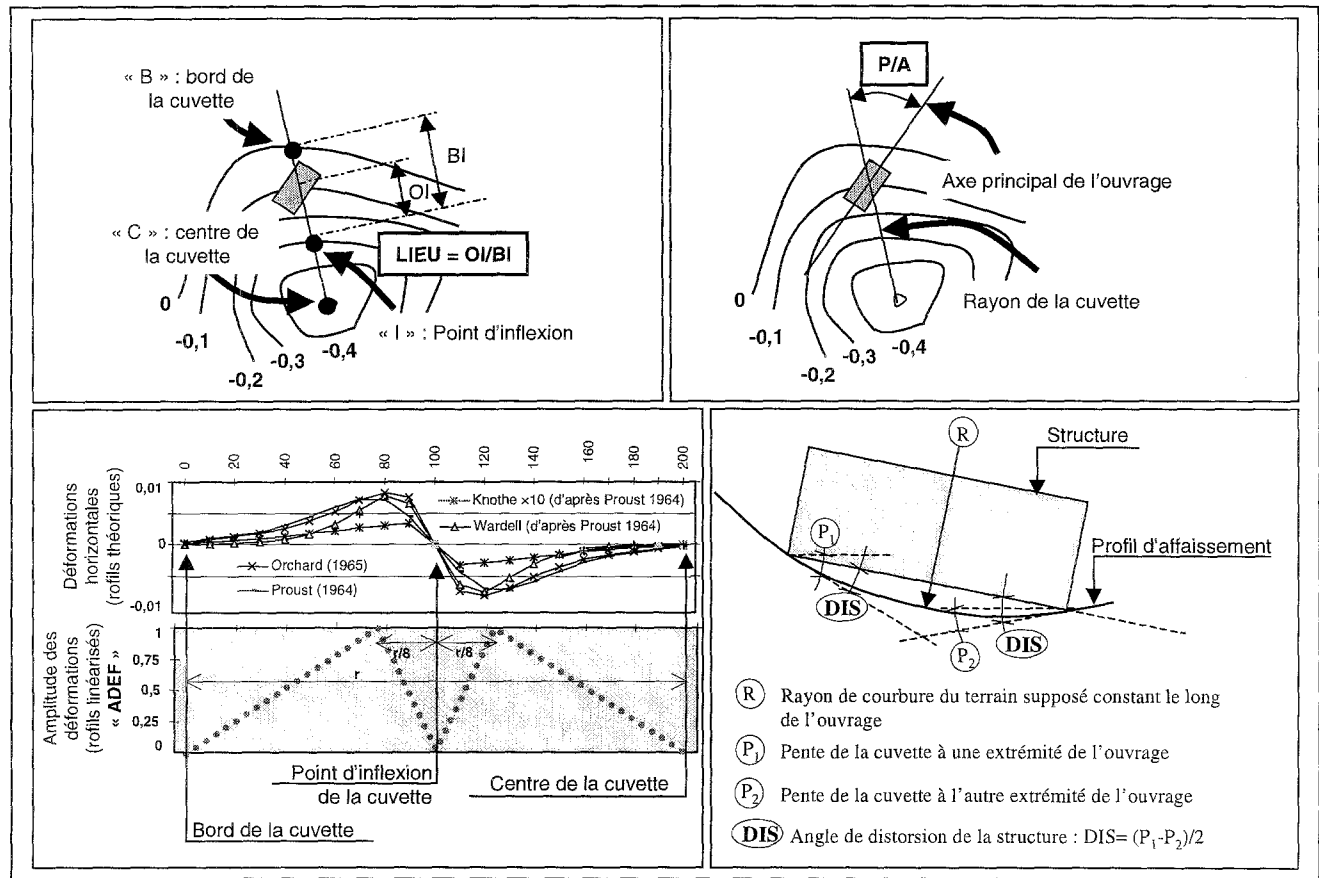 « B » : bord de
la cuvette
BI
OI
« C » : centre de
la cuvette
LIEU = OI/BI
0
-0,1
-0,2
-0,3
-0,4
« I » : Point d'inflexion
P/A
Axe principal de l'ouvrage
Rayon de la cuvette
0
-0,1
-0,2
-0,3
-0,4
0 20 40 60 80 100 120 140 160 180 200
Déformations
horizontales
(rofils théoriques)
0,01
0
-0,01
Knothe ×10 (d'après Proust 1964)
Wardell (d'après Proust 1964)
Orchard (1965)
Proust (1964)
Amplitude des
déformations
(rofils linéarisés)
« ADEF »
1
0,75
0,5
0,25
0
r/8 r/8
r
Point d'inflexion
de la cuvette
Centre de la cuvette
Bord de la cuvette
R
Structure
P1
Profil d'affaissement
DIS
DIS
P2
R Rayon de courbure du terrain supposé constant le long
de l'ouvrage
P1 Pente de la cuvette à une extrémité de l'ouvrage
P2 Pente de la cuvette à l'autre extrémité de l'ouvrage
DIS Angle de distorsion de la structure : DIS= (P1-P2)/2